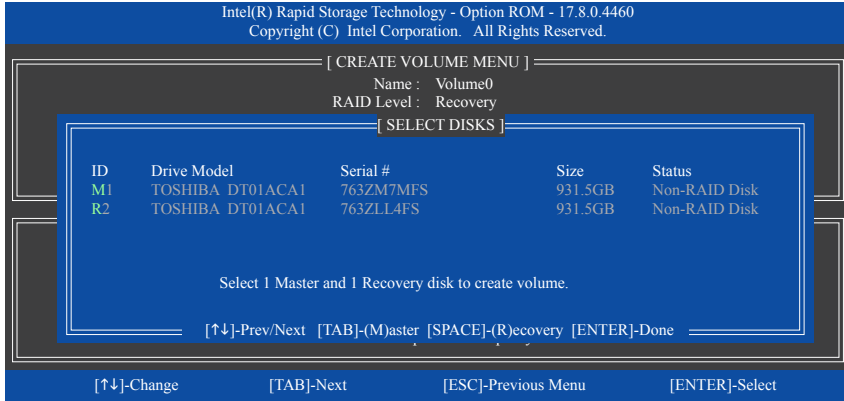 Intel(R) Rapid Storage Technology - Option ROM - 17.8.0.4460
Copyright (C) Intel Corporation. All Rights Reserved.
[ CREATE VOLUME MENU ]
Name : Volume0
RAID Level : Recovery
[ SELECT DISKS ]
ID Drive Model Serial # Size Status
M1 TOSHIBA DT01ACA1 763ZM7MFS 931.5GB Non-RAID Disk
R2 TOSHIBA DT01ACA1 763ZLL4FS 931.5GB Non-RAID Disk
Select 1 Master and 1 Recovery disk to create volume.
[↑↓]-Prev/Next [TAB]-(M)aster [SPACE]-(R)ecovery [ENTER]-Done
[↑↓]-Change [TAB]-Next [ESC]-Previous Menu [ENTER]-Select